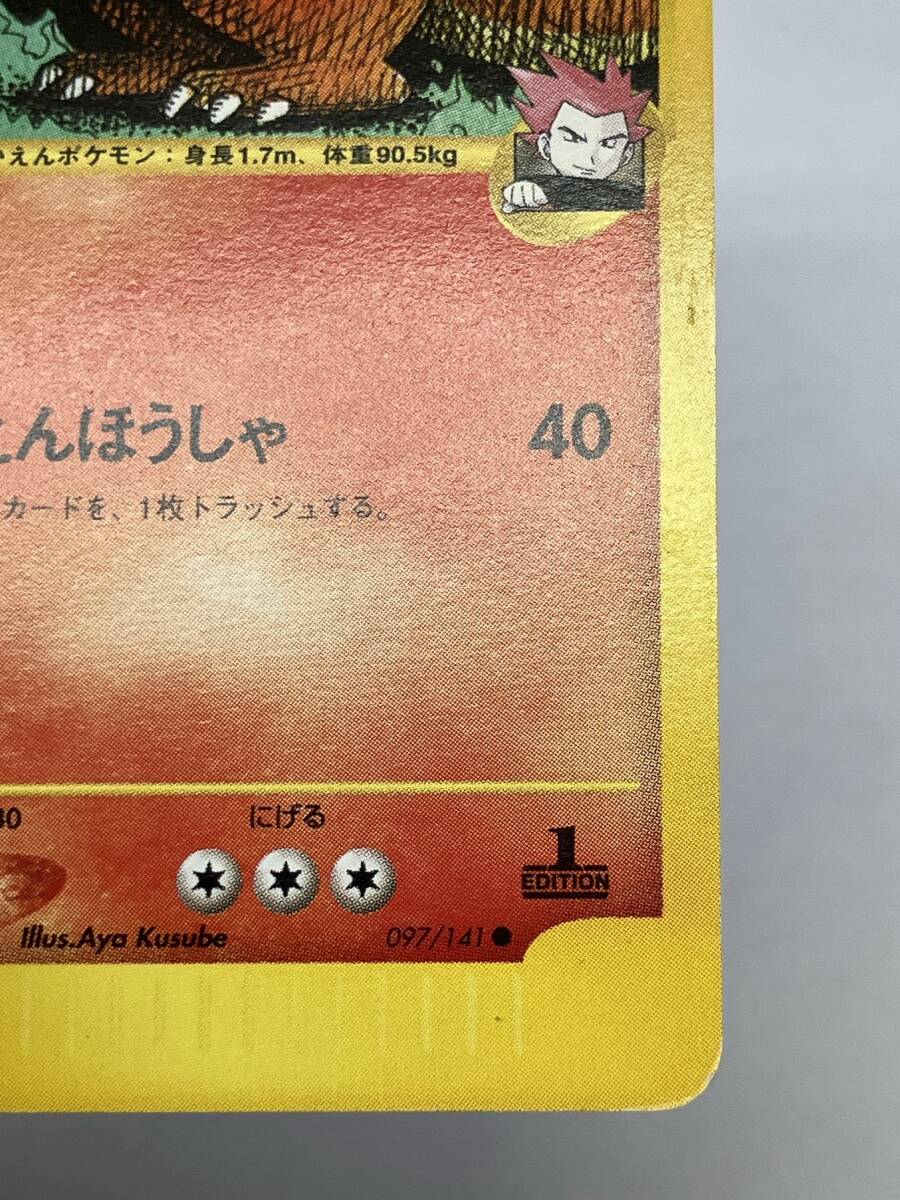 えんポケモン：身長1.7m、体重90.5kg
んほうしゃ 40
カードを、1枚トラッシュする。
30 にげる
1
EDITION
Illus.Aya Kusube 097/141●